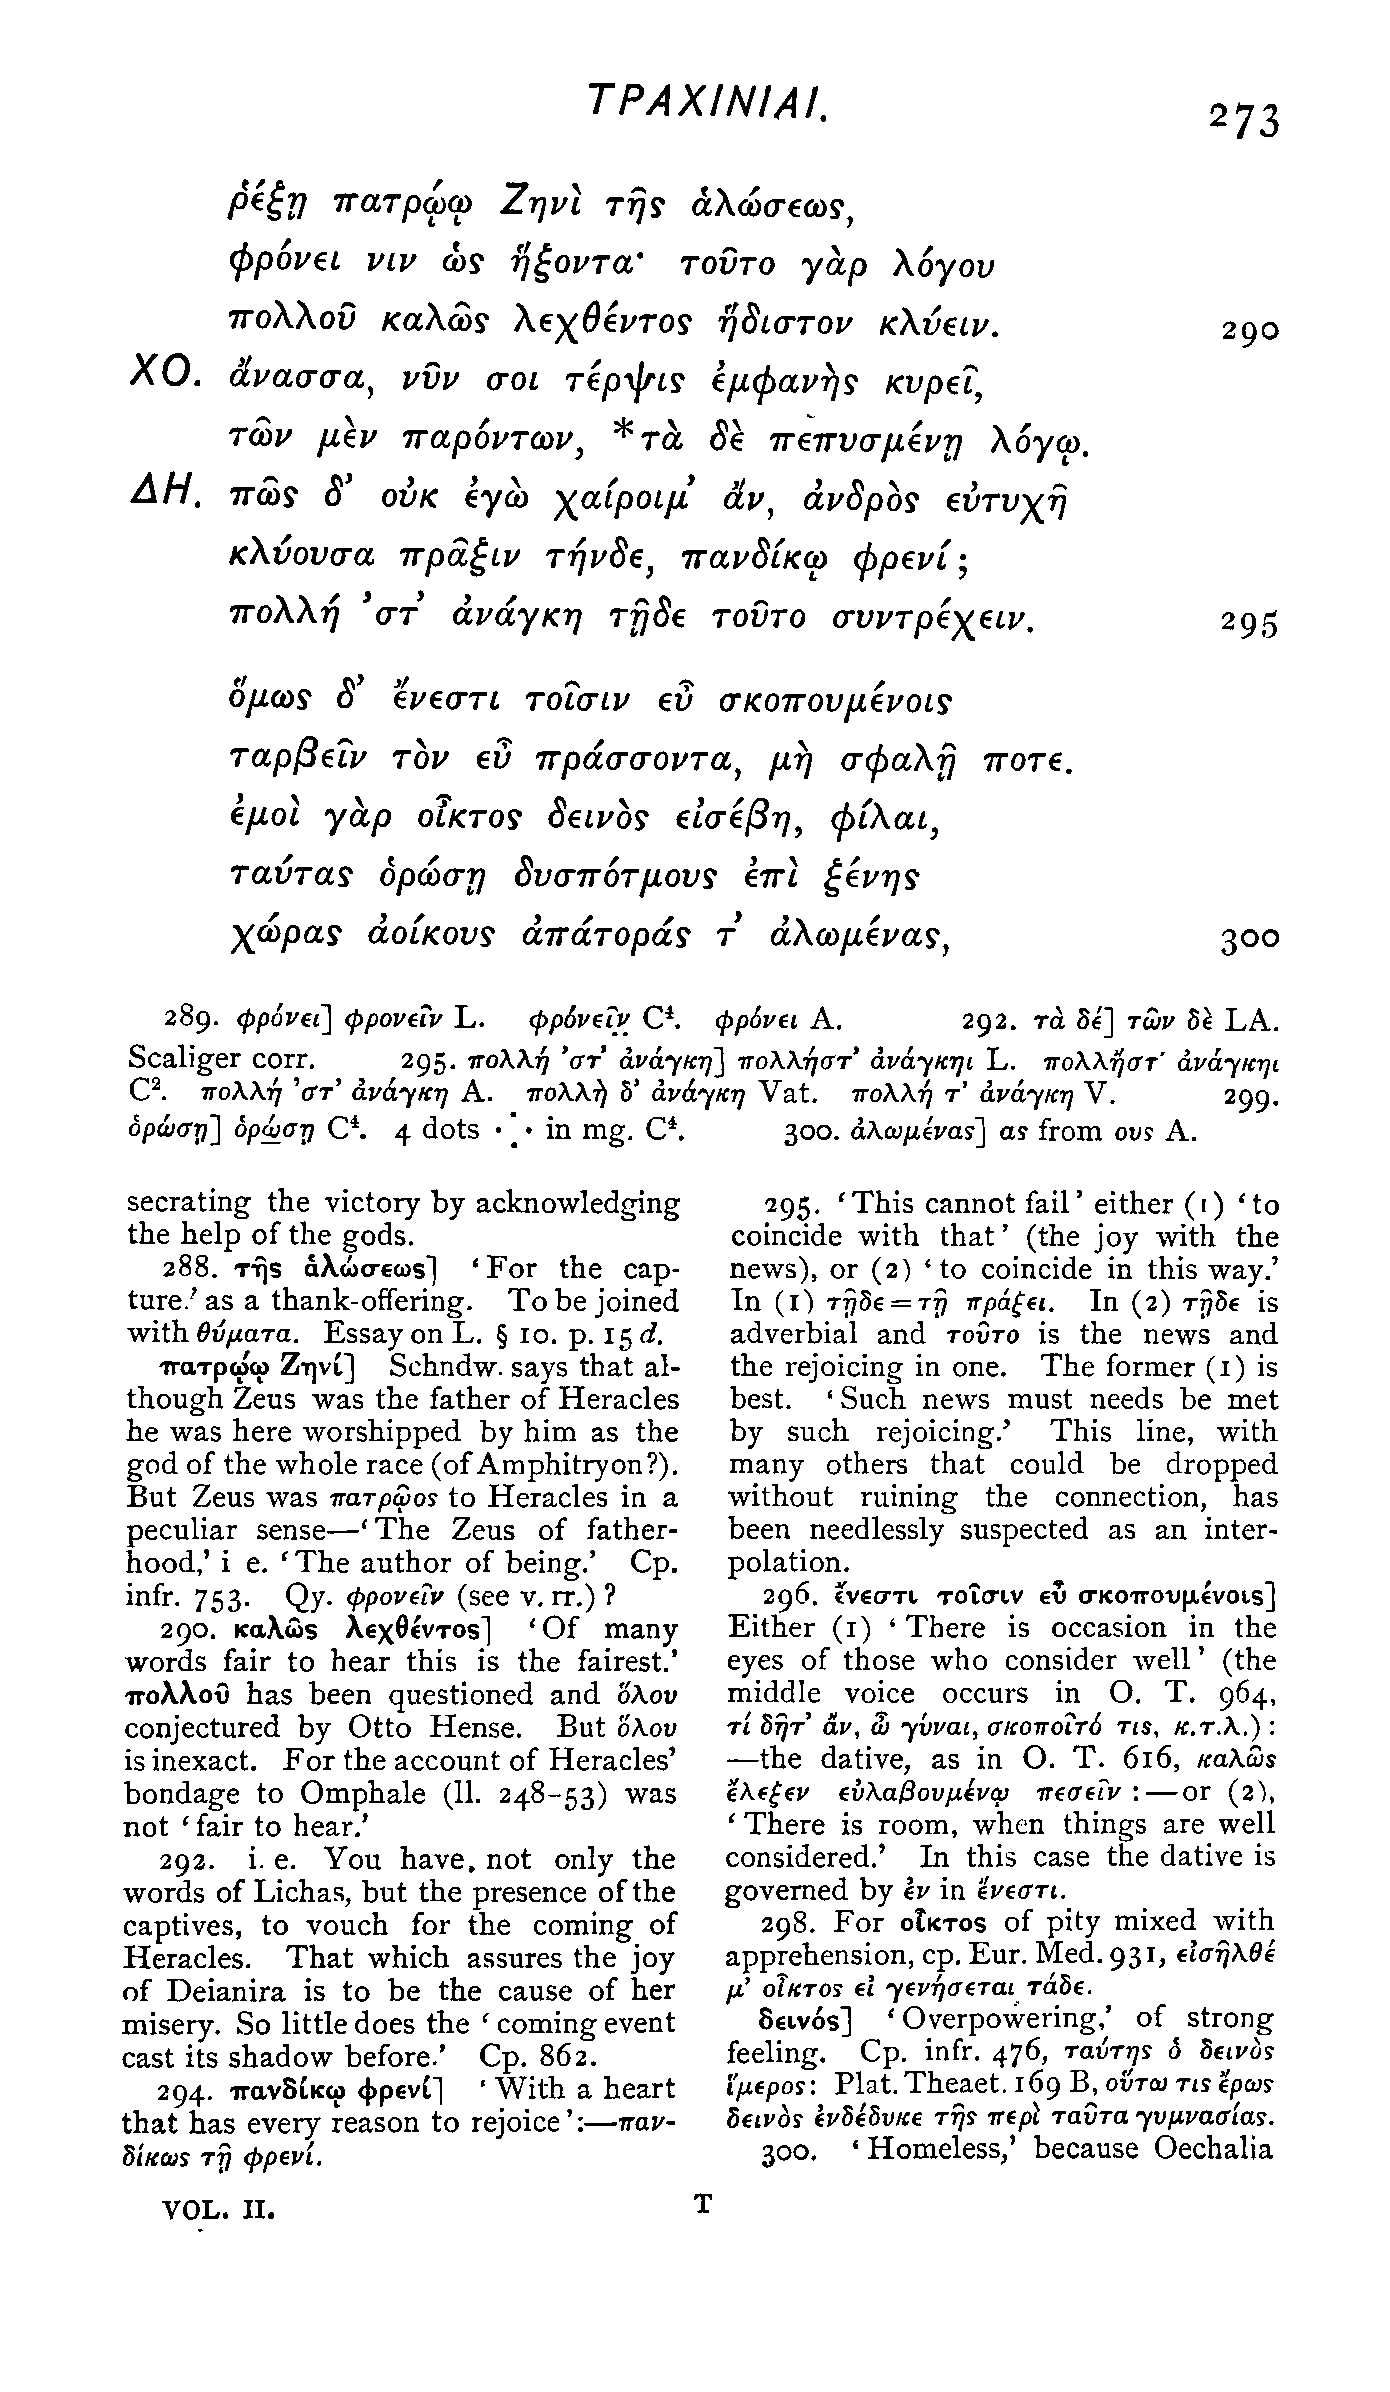 ΤΡΑΧΙΝΙΑΙ.
273
ῥέξῃ πατρῴῳ Ζηνὶ τῆς ἁλώσεως,
φρόνει νιν ὡς ἥξοντα· τοῦτο γὰρ λόγου
πολλοῦ καλῶς λεχθέντος ἥδιστον κλύειν. 290
ΧΟ. ἄνασσα, νῦν σοι τέρψις ἐμφανὴς κυρεῖ,
τῶν μὲν παρόντων, *τὰ δὲ πεπυσμένῃ λόγῳ.
ΔΗ. πῶς δ’ οὐκ ἐγὼ χαίροιμ’ ἄν, ἀνδρὸς εὐτυχῆ
κλύουσα πρᾶξιν τήνδε, πανδίκῳ φρενί;
πολλή ’στ’ ἀνάγκη τῇδε τοῦτο συντρέχειν. 295
ὅμως δ’ ἔνεστι τοῖσιν εὖ σκοπουμένοις
ταρβεῖν τὸν εὖ πράσσοντα, μὴ σφαλῇ ποτε.
ἐμοὶ γὰρ οἶκτος δεινὸς εἰσέβη, φίλαι,
ταύτας ὁρώσῃ δυσπότμους ἐπὶ ξένης
χώρας ἀοίκους ἀπάτοράς τ’ ἀλωμένας, 300
289. φρόνει] φρονεῖν L. φρόνεῖν C⁴. φρόνει A. 292. τὰ δέ] τῶν δὲ LA.
Scaliger corr. 295. πολλή ’στ’ ἀνάγκη] πολλήστ’ ἀνάγκηι L. πολλῇστ’ ἀνάγκηι
C². πολλή ’στ’ ἀνάγκη A. πολλὴ δ’ ἀνάγκη Vat. πολλή τ’ ἀνάγκη V. 299.
ὁρώσῃ] ὁρώσῃ C⁴. 4 dots in mg. C⁴. 300. ἀλωμένας] ας from ους A.
secrating the victory by acknowledging
the help of the gods.
288. τῆς ἁλώσεως] ‘For the cap-
ture.’ as a thank-offering. To be joined
with θύματα. Essay on L. § 10. p. 15 d.
πατρῴῳ Ζηνί] Schndw. says that al-
though Zeus was the father of Heracles
he was here worshipped by him as the
god of the whole race (of Amphitryon?).
But Zeus was πατρῷος to Heracles in a
peculiar sense—‘The Zeus of father-
hood,’ i e. ‘The author of being.’ Cp.
infr. 753. Qy. φρονεῖν (see v. rr.)?
290. καλῶς λεχθέντος] ‘Of many
words fair to hear this is the fairest.’
πολλοῦ has been questioned and ὅλου
conjectured by Otto Hense. But ὅλου
is inexact. For the account of Heracles’
bondage to Omphale (ll. 248-53) was
not ‘fair to hear.’
292. i. e. You have, not only the
words of Lichas, but the presence of the
captives, to vouch for the coming of
Heracles. That which assures the joy
of Deianira is to be the cause of her
misery. So little does the ‘coming event
cast its shadow before.’ Cp. 862.
294. πανδίκῳ φρενί] ‘With a heart
that has every reason to rejoice’:—παν-
δίκως τῇ φρενί.
295. ‘This cannot fail’ either (1) ‘to
coincide with that’ (the joy with the
news), or (2) ‘to coincide in this way.’
In (1) τῇδε = τῇ πράξει. In (2) τῇδε is
adverbial and τοῦτο is the news and
the rejoicing in one. The former (1) is
best. ‘Such news must needs be met
by such rejoicing.’ This line, with
many others that could be dropped
without ruining the connection, has
been needlessly suspected as an inter-
polation.
296. ἔνεστι τοῖσιν εὖ σκοπουμένοις]
Either (1) ‘There is occasion in the
eyes of those who consider well’ (the
middle voice occurs in O. T. 964,
τί δῆτ’ ἄν, ὦ γύναι, σκοποῖτό τις, κ.τ.λ.):
—the dative, as in O. T. 616, καλῶς
ἔλεξεν εὐλαβουμένῳ πεσεῖν:—or (2),
‘There is room, when things are well
considered.’ In this case the dative is
governed by ἐν in ἔνεστι.
298. For οἶκτος of pity mixed with
apprehension, cp. Eur. Med. 931, εἰσῆλθέ
μ’ οἶκτος εἰ γενήσεται τάδε.
δεινός] ‘Overpowering,’ of strong
feeling. Cp. infr. 476, ταύτης ὁ δεινὸς
ἵμερος: Plat. Theaet. 169 B, οὕτω τις ἔρως
δεινὸς ἐνδέδυκε τῆς περὶ ταῦτα γυμνασίας.
300. ‘Homeless,’ because Oechalia
VOL. II.
T